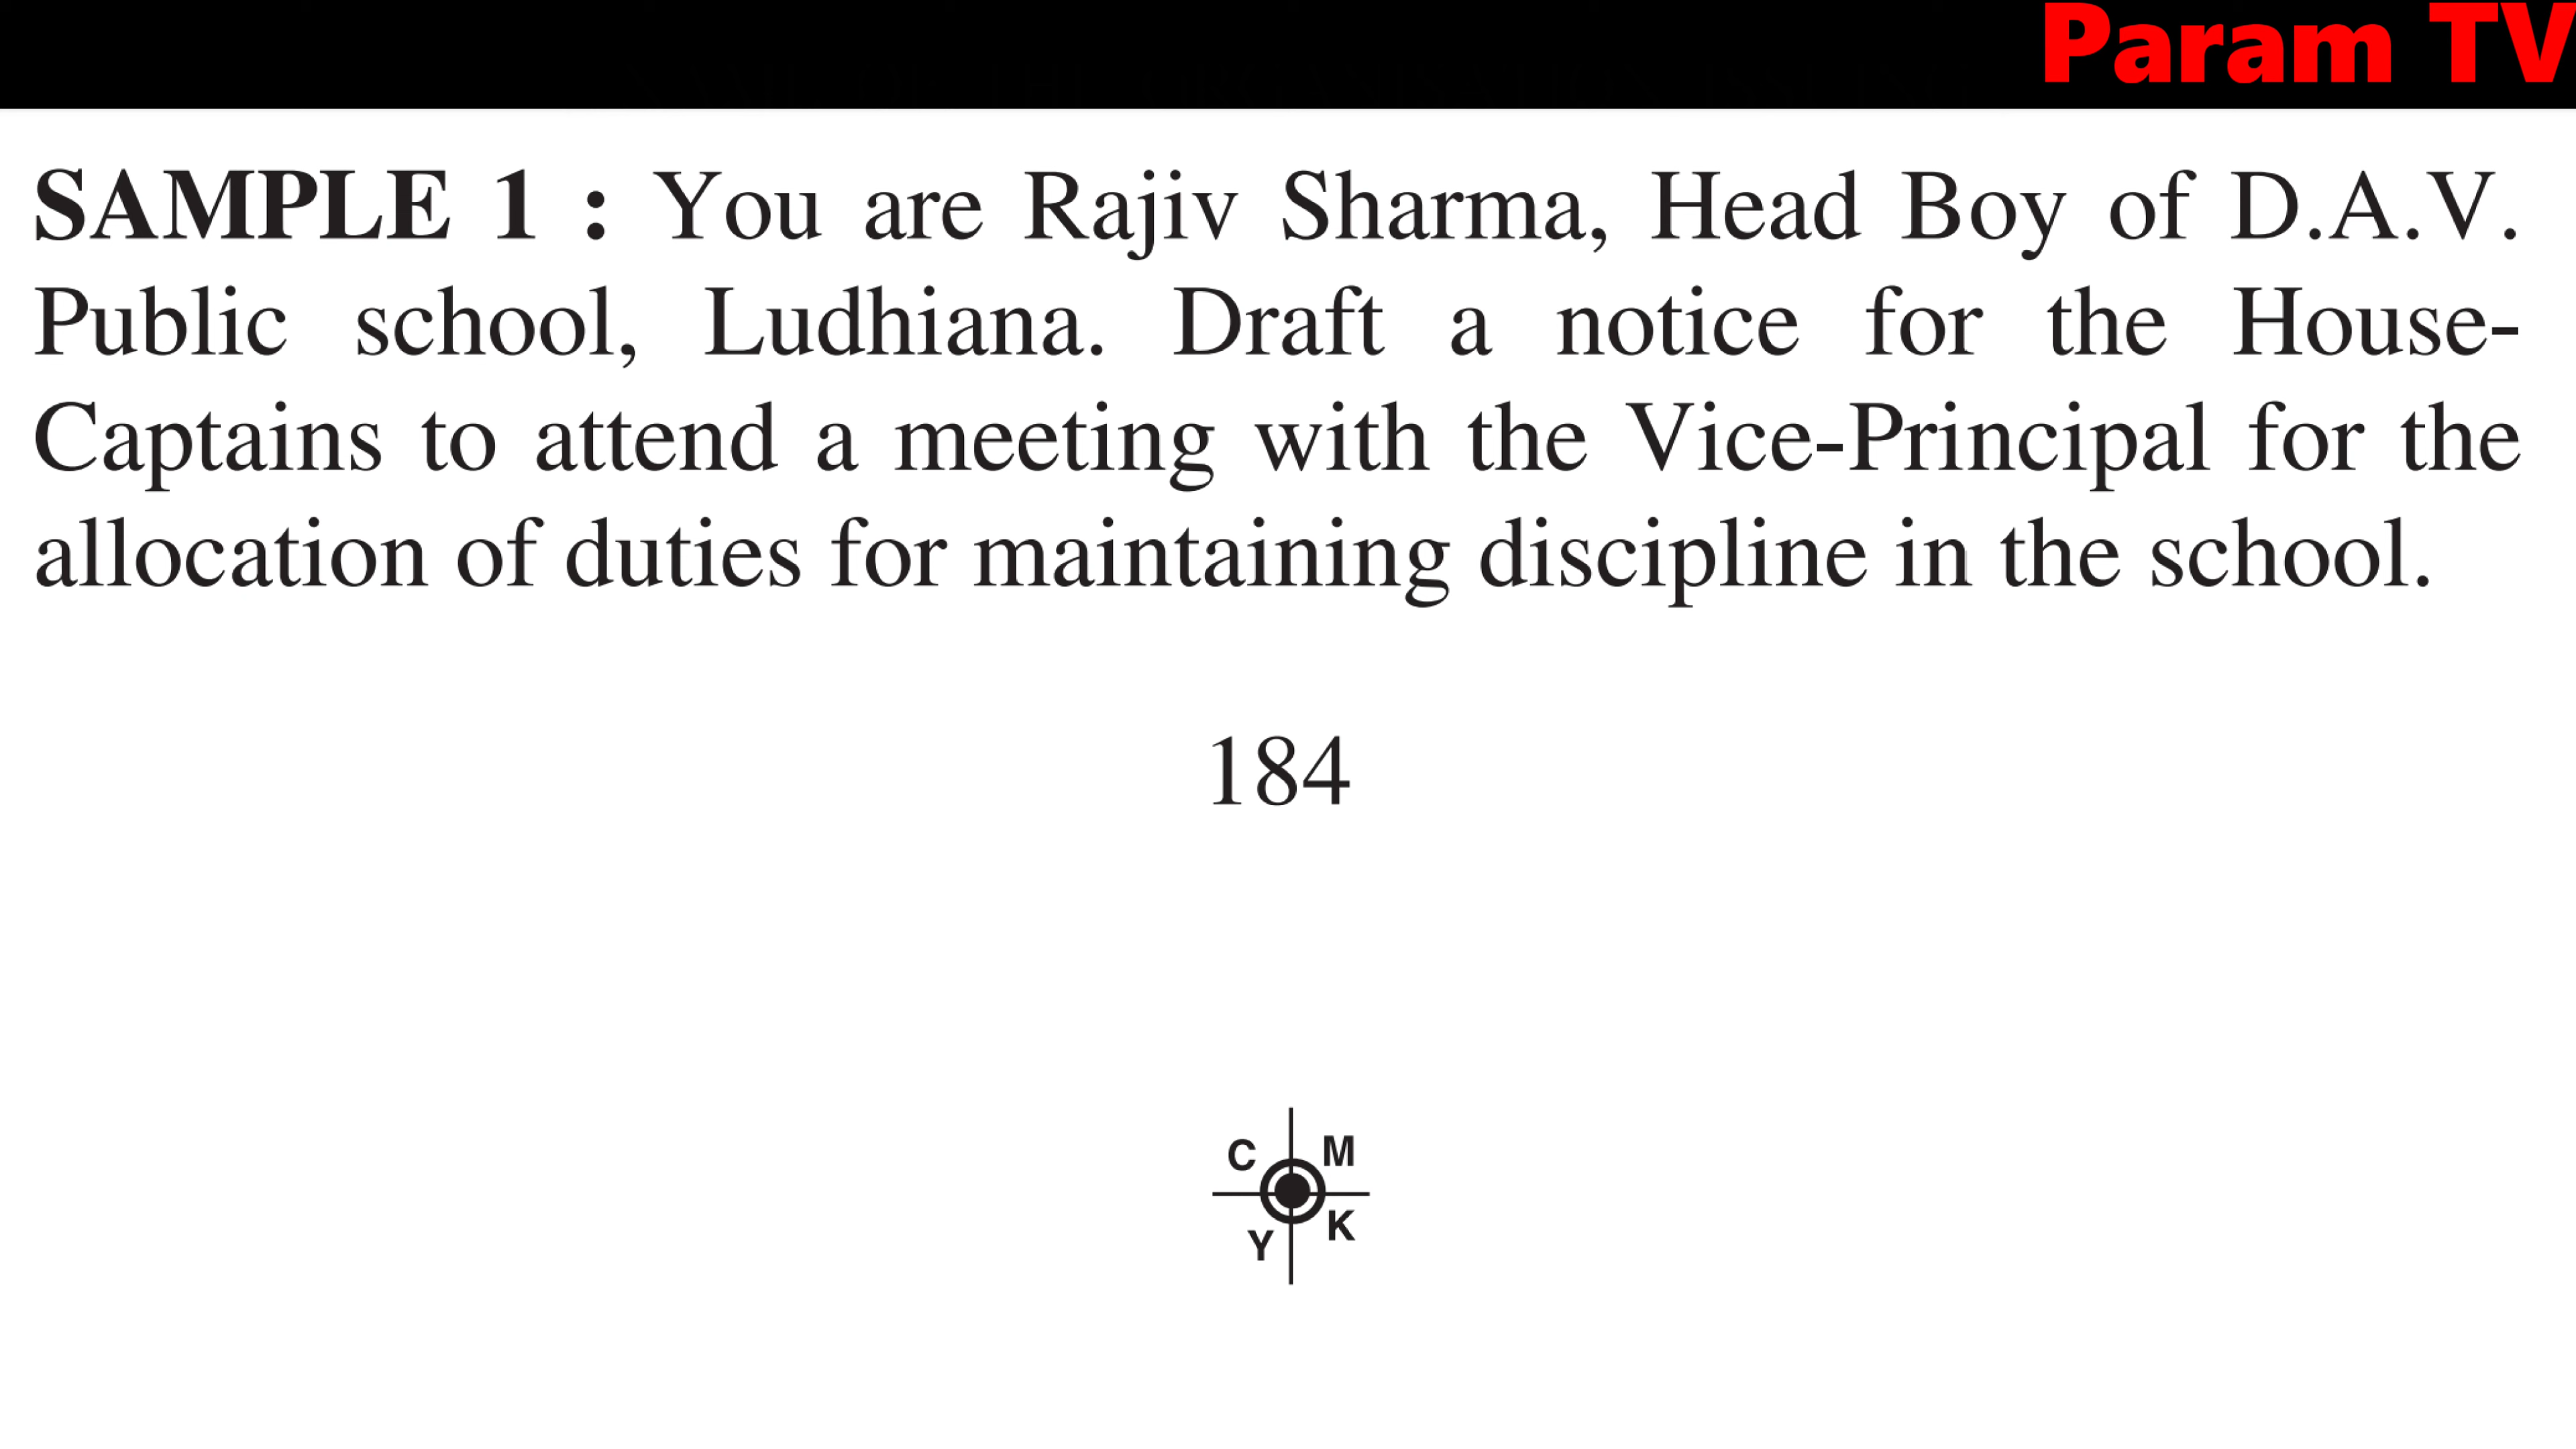 Param TV
SAMPLE 1 : You are Rajiv Sharma, Head Boy of D.A.V.
Public school, Ludhiana. Draft a notice for the House-
Captains to attend a meeting with the Vice-Principal for the
allocation of duties for maintaining discipline in the school.
184
C M
Y K